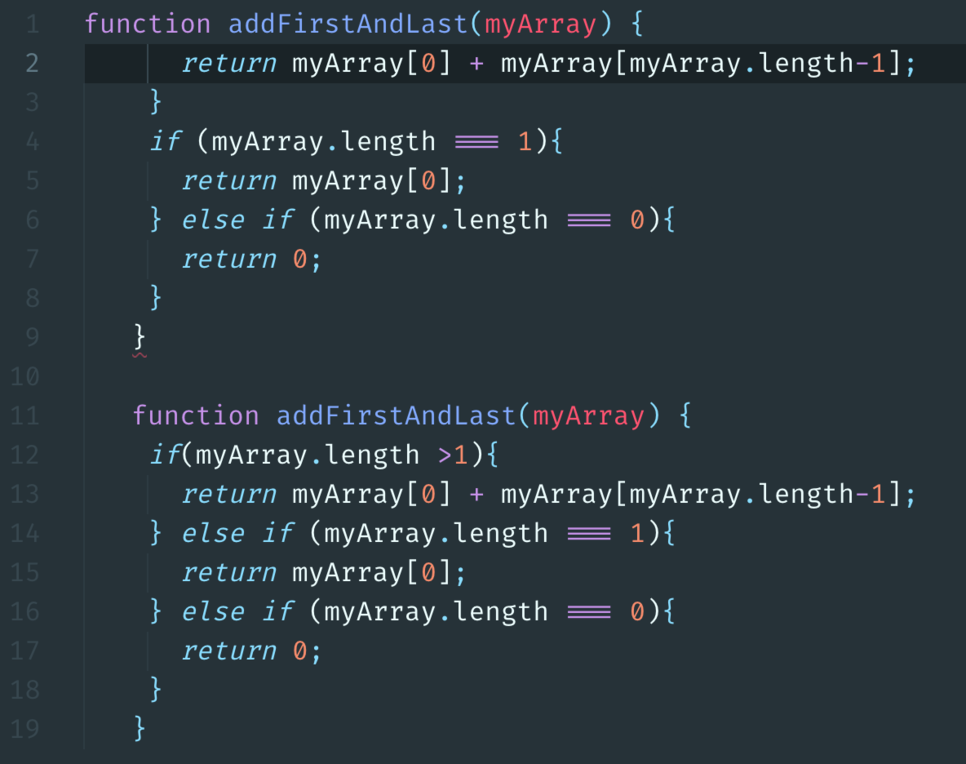 1 function addFirstAndLast(myArray) {
2 return myArray[0] + myArray[myArray.length-1];
3 }
4 if (myArray.length === 1){
5 return myArray[0];
6 } else if (myArray.length === 0){
7 return 0;
8 }
9 }
10
11 function addFirstAndLast(myArray) {
12 if(myArray.length >1){
13 return myArray[0] + myArray[myArray.length-1];
14 } else if (myArray.length === 1){
15 return myArray[0];
16 } else if (myArray.length === 0){
17 return 0;
18 }
19 }